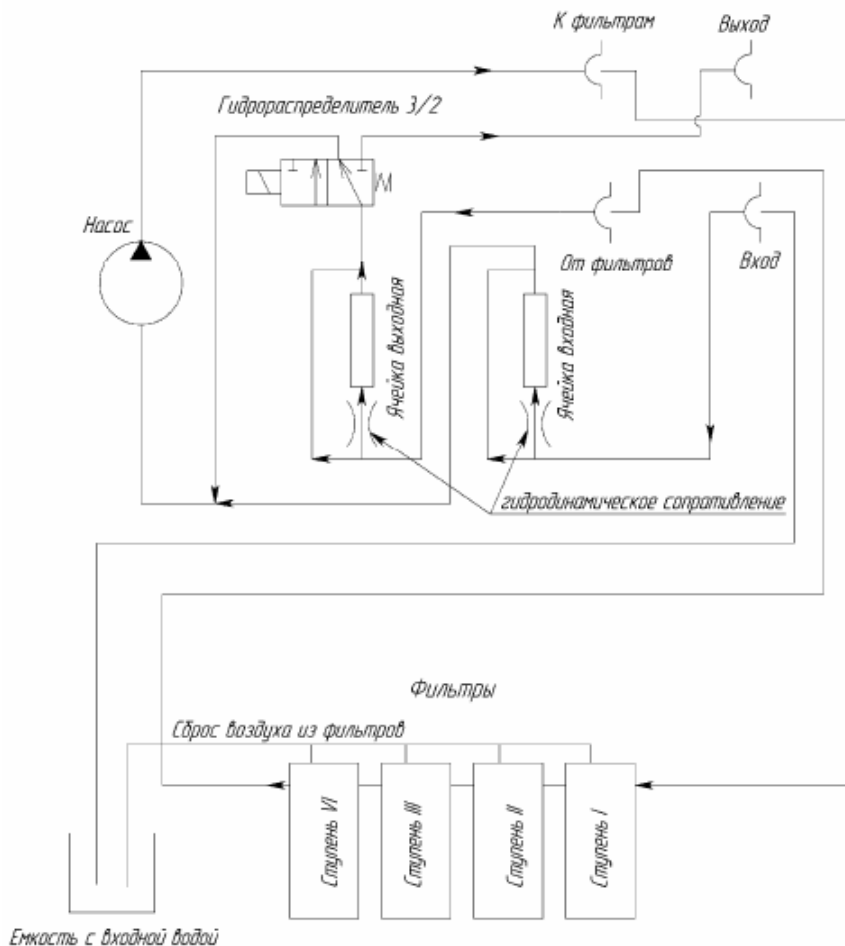 К фильтрам
Выход
Гидрораспределитель 3/2
Насос
От фильтров
Вход
Ячейка выходная
Ячейка входная
гидродинамическое сопротивление
Фильтры
Сброс воздуха из фильтров
Ступень VI
Ступень III
Ступень II
Ступень I
Емкость с входной водой